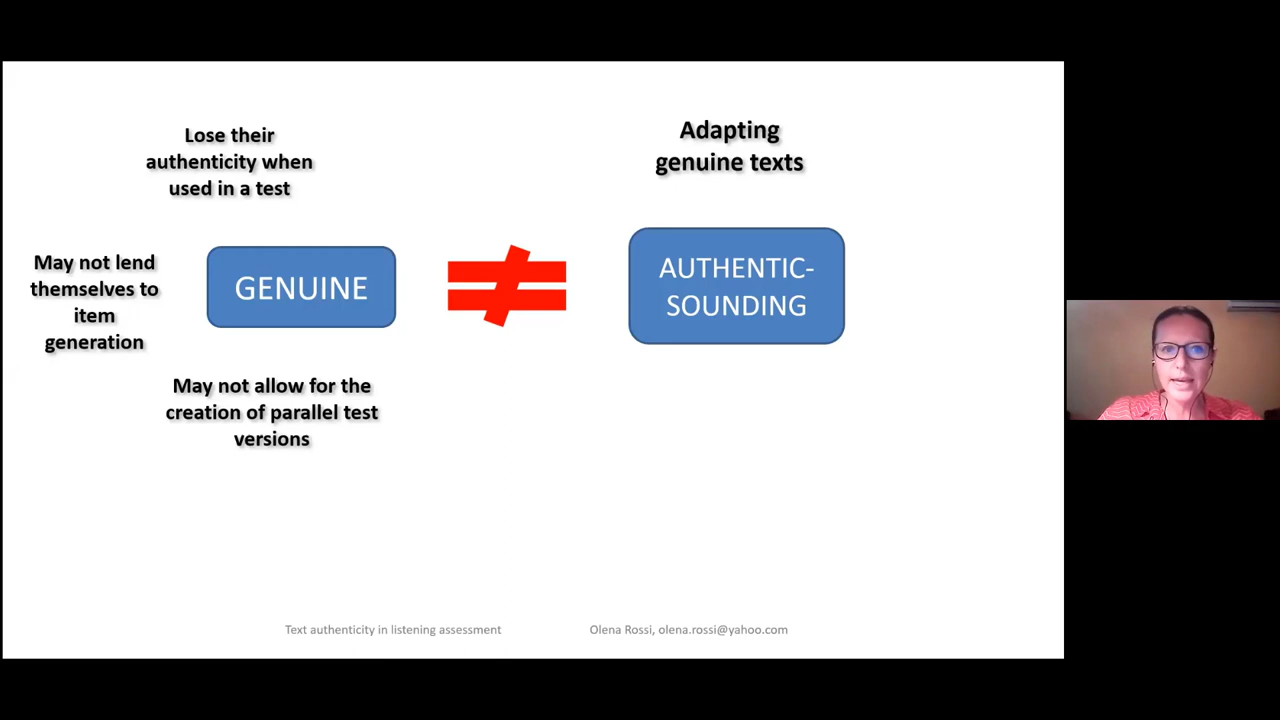 Lose their
authenticity when
used in a test
Adapting
genuine texts
May not lend
themselves to
item
generation
GENUINE
AUTHENTIC-
SOUNDING
May not allow for the
creation of parallel test
versions
Text authenticity in listening assessment
Olena Rossi, olena.rossi@yahoo.com